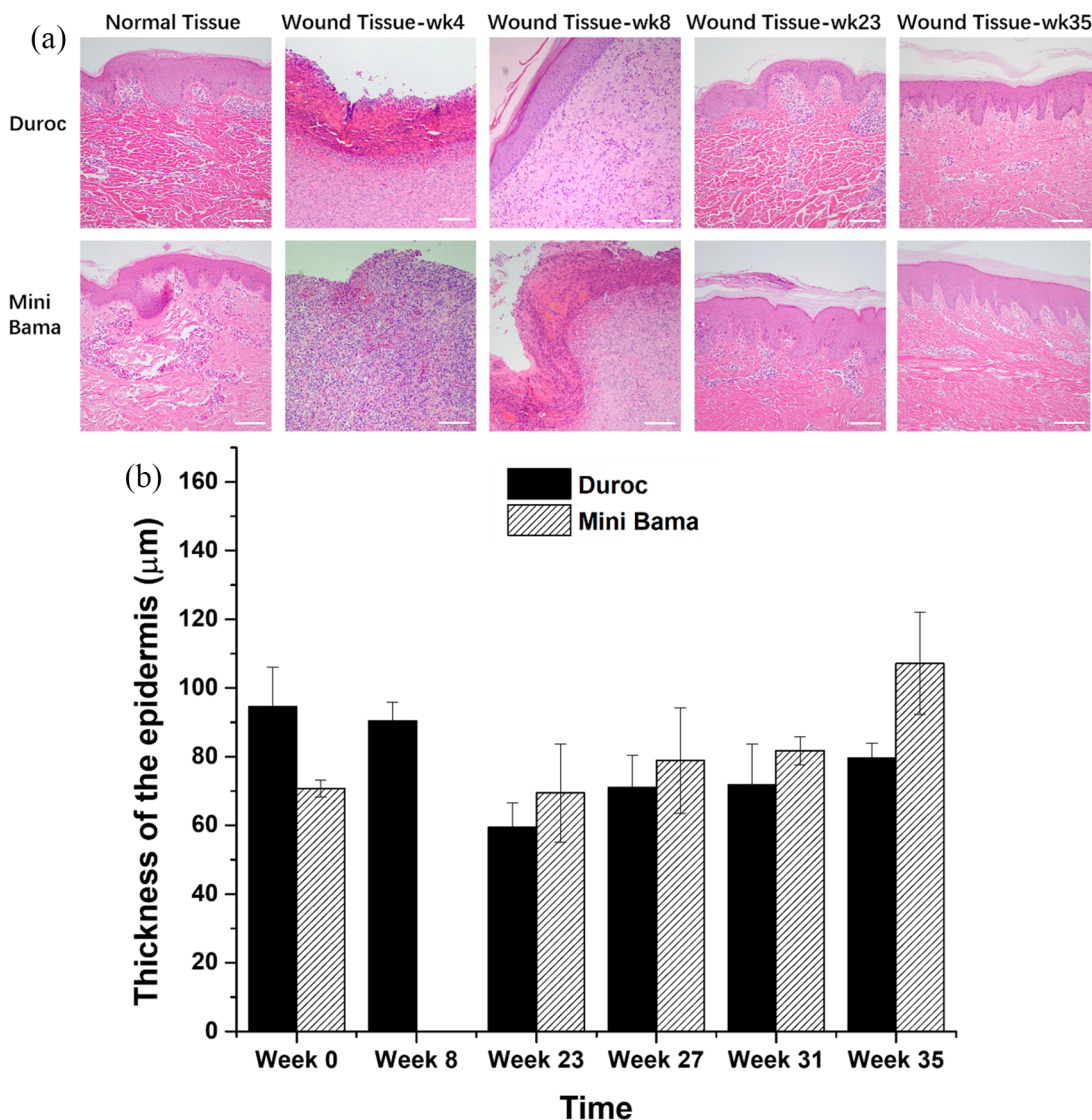 Normal Tissue Wound Tissue-wk4 Wound Tissue-wk8 Wound Tissue-wk23 Wound Tissue-wk35
(a)
Duroc
Mini
Bama
(b)
Duroc
Mini Bama
Thickness of the epidermis (μm)
160
140
120
100
80
60
40
20
0
Week 0 Week 8 Week 23 Week 27 Week 31 Week 35
Time